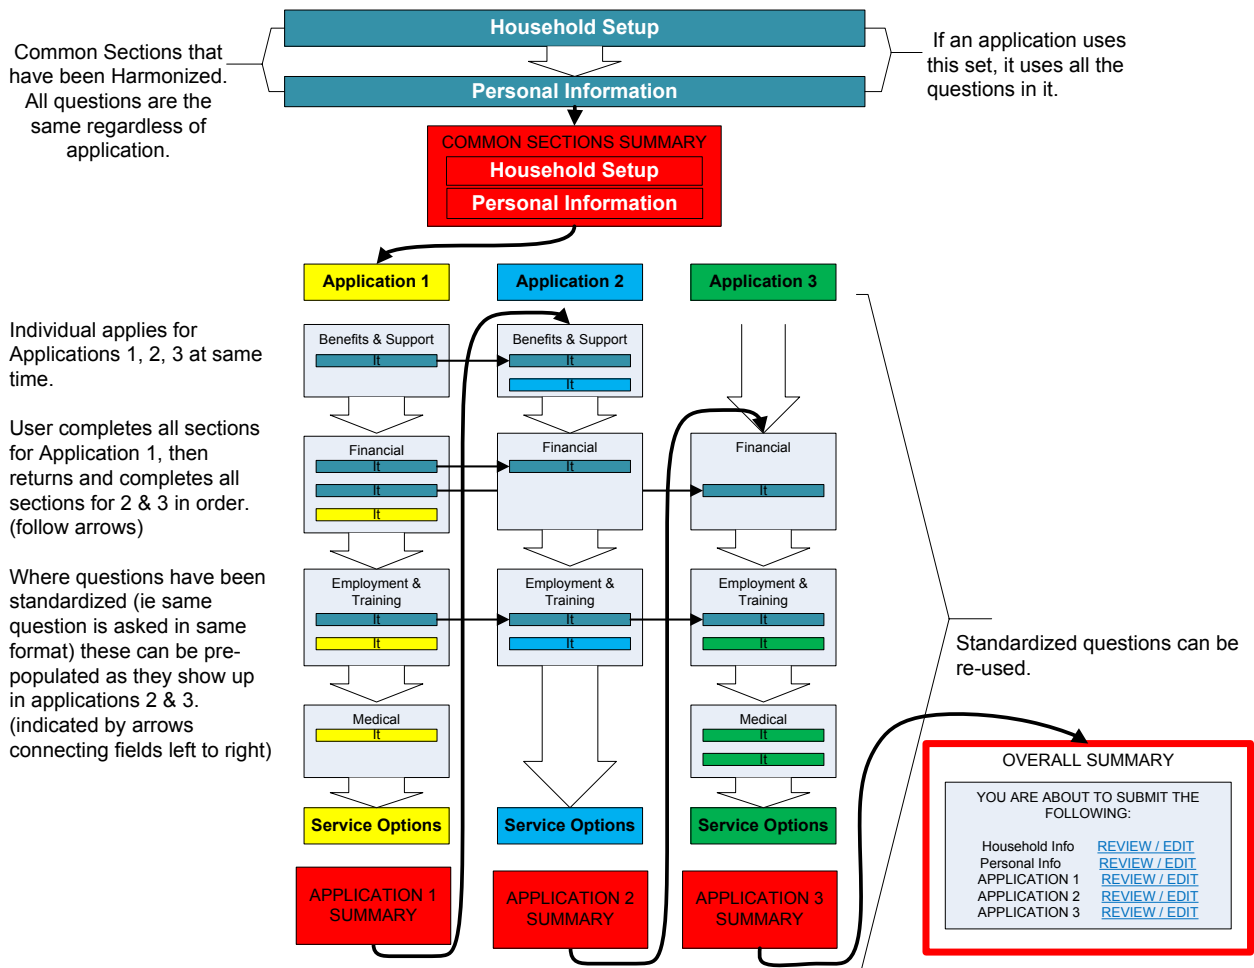 Household Setup
Common Sections that
have been Harmonized.
All questions are the
same regardless of
application.
If an application uses
this set, it uses all the
questions in it.
Personal Information
COMMON SECTIONS SUMMARY
Household Setup
Personal Information
Application 1
Application 2
Application 3
Individual applies for
Applications 1, 2, 3 at same
time.
User completes all sections
for Application 1, then
returns and completes all
sections for 2 & 3 in order.
(follow arrows)
Where questions have been
standardized (ie same
question is asked in same
format) these can be pre-
populated as they show up
in applications 2 & 3.
(indicated by arrows
connecting fields left to right)
Benefits & Support
It
Financial
It
It
It
Employment &
Training
It
It
Medical
It
Service Options
APPLICATION 1
SUMMARY
Benefits & Support
It
It
Financial
It
Employment &
Training
It
It
Service Options
APPLICATION 2
SUMMARY
Financial
It
Employment &
Training
It
It
Medical
It
It
Service Options
APPLICATION 3
SUMMARY
Standardized questions can be
re-used.
OVERALL SUMMARY
YOU ARE ABOUT TO SUBMIT THE
FOLLOWING:
Household Info REVIEW / EDIT
Personal Info REVIEW / EDIT
APPLICATION 1 REVIEW / EDIT
APPLICATION 2 REVIEW / EDIT
APPLICATION 3 REVIEW / EDIT